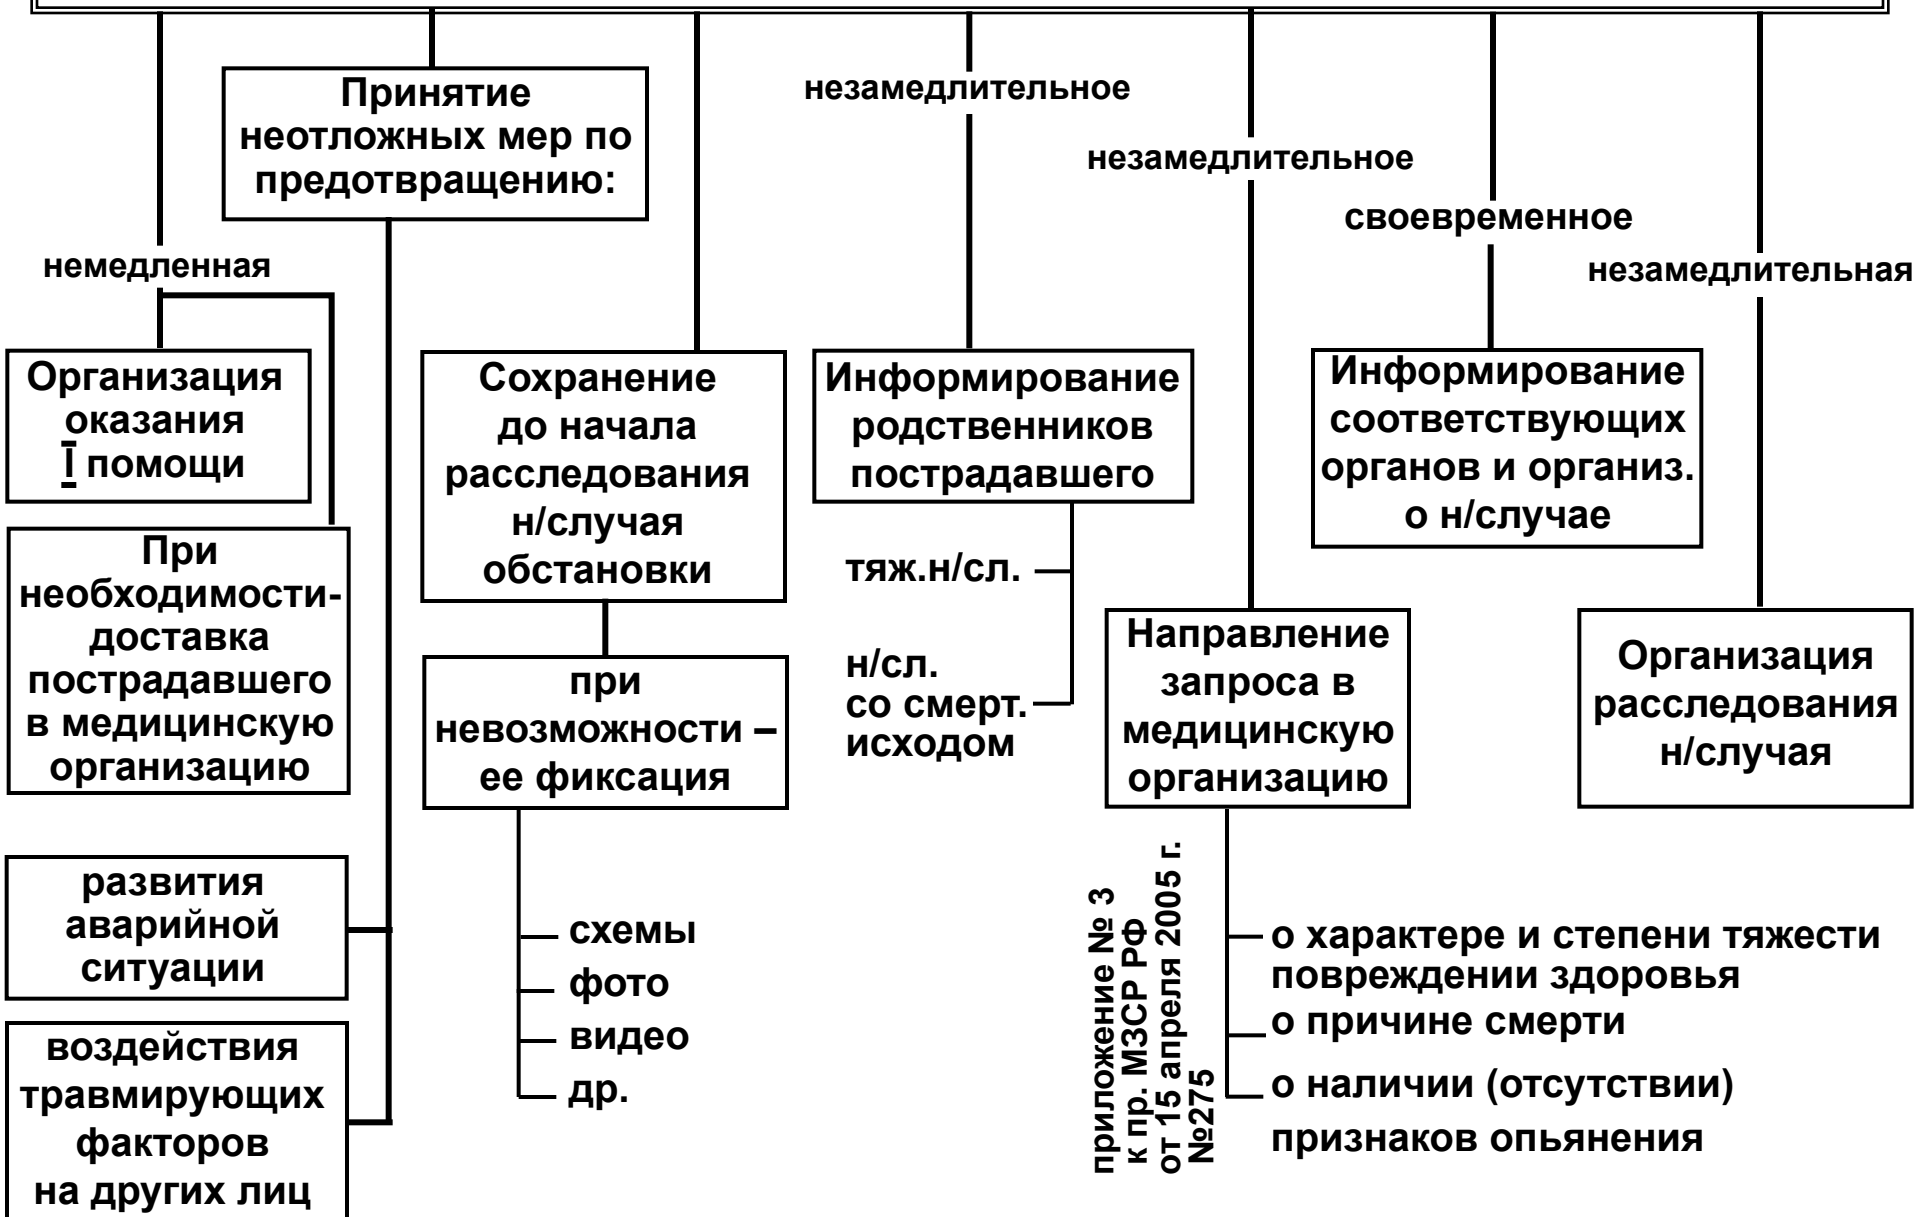 Принятие
неотложных мер по
предотвращению:
незамедлительное
незамедлительное
своевременное
немедленная
незамедлительная
Организация
оказания
I помощи
При
необходимости-
доставка
пострадавшего
в медицинскую
организацию
развития
аварийной
ситуации
воздействия
травмирующих
факторов
на других лиц
Сохранение
до начала
расследования
н/случая
обстановки
при
невозможности –
ее фиксация
схемы
фото
видео
др.
Информирование
родственников
пострадавшего
тяж.н/сл.
н/сл.
со смерт.
исходом
Направление
запроса в
медицинскую
организацию
приложение № 3
к пр. МЗСР РФ
от 15 апреля 2005 г.
№275
о характере и степени тяжести
повреждении здоровья
о причине смерти
о наличии (отсутствии)
признаков опьянения
Информирование
соответствующих
органов и организ.
о н/случае
Организация
расследования
н/случая